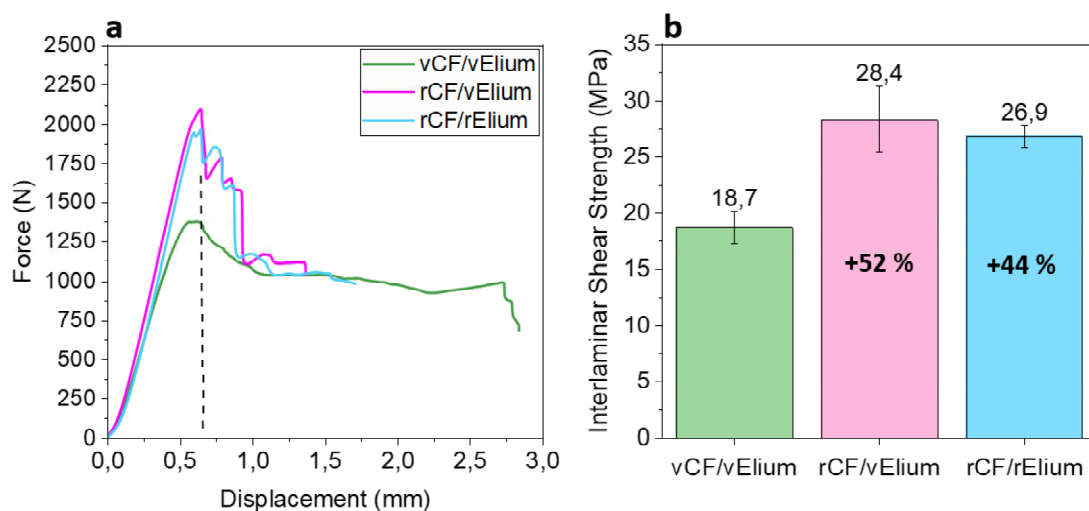 a
Force (N)
2500
2250
2000
1750
1500
1250
1000
750
500
250
0
0,0 0,5 1,0 1,5 2,0 2,5 3,0
Displacement (mm)
vCF/vElium
rCF/vElium
rCF/rElium
b
Interlaminar Shear Strength (MPa)
35
30
25
20
15
10
5
0
18,7
28,4
26,9
+52 %
+44 %
vCF/vElium rCF/vElium rCF/rElium